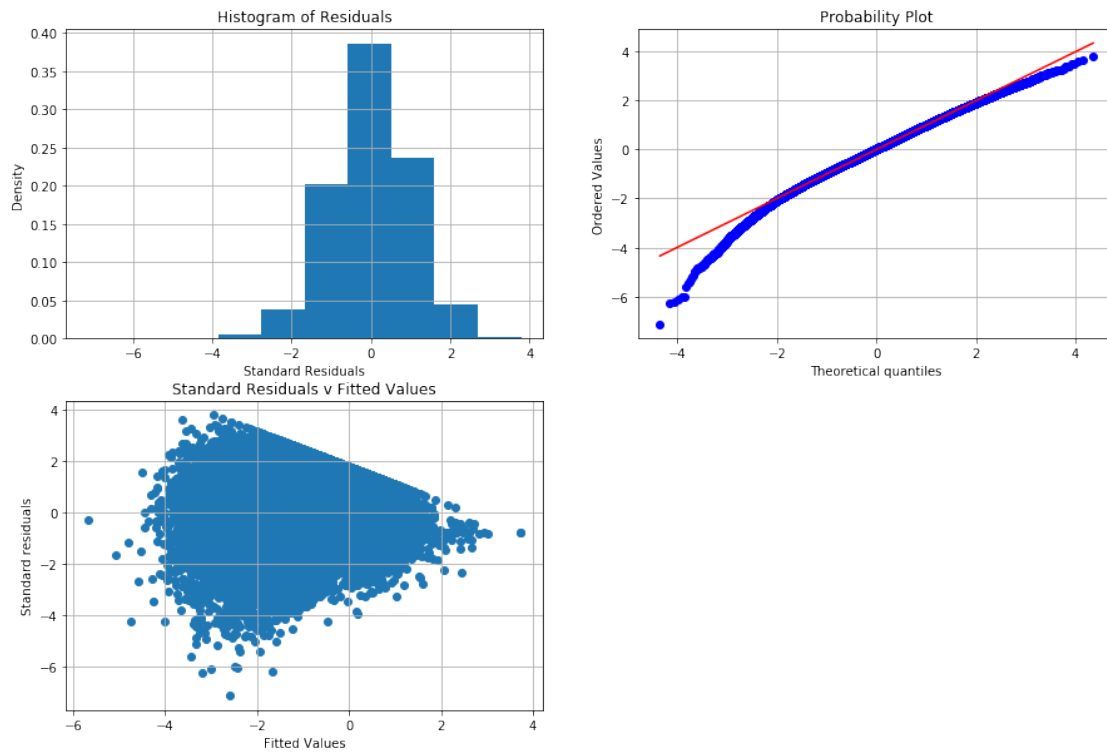 Histogram of Residuals
0.40
0.35
0.30
0.25
0.20
0.15
0.10
0.05
0.00
Density
−6 −4 −2 0 2 4
Standard Residuals
Probability Plot
4
2
0
−2
−4
−6
Ordered Values
−4 −2 0 2 4
Theoretical quantiles
Standard Residuals v Fitted Values
4
2
0
−2
−4
−6
Standard residuals
−6 −4 −2 0 2 4
Fitted Values